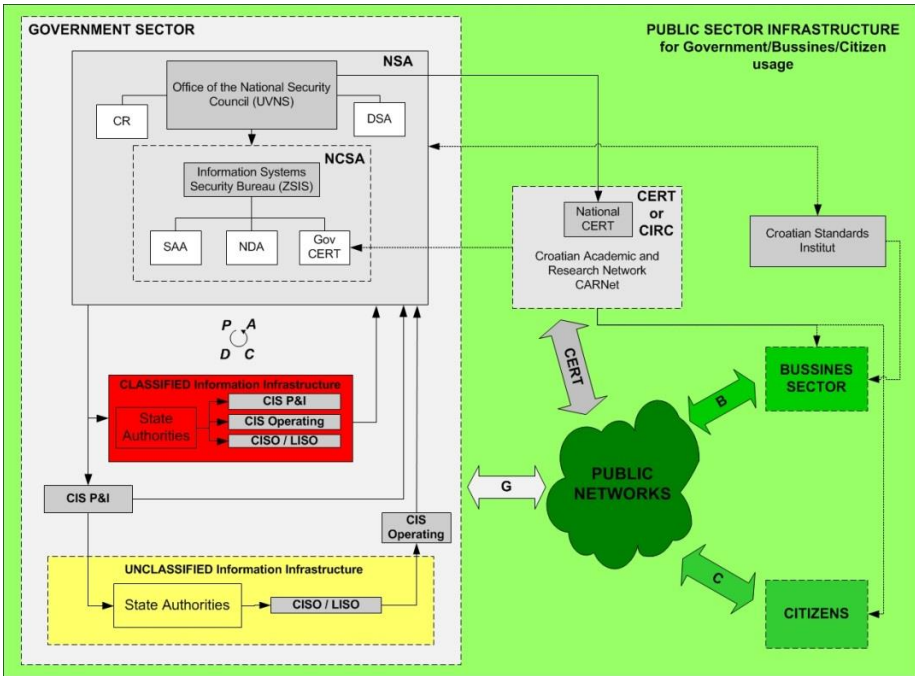 GOVERNMENT SECTOR
PUBLIC SECTOR INFRASTRUCTURE
for Government/Bussines/Citizen
usage
NSA
Office of the National Security
Council (UVNS)
CR
DSA
NCSA
Information Systems
Security Bureau (ZSIS)
SAA
NDA
Gov
CERT
National
CERT
CERT
or
CIRC
Croatian Academic and
Research Network
CARNet
Croatian Standards
Institut
P
A
D
C
CLASSIFIED Information Infrastructure
State
Authorities
CIS P&I
CIS Operating
CISO / LISO
CIS P&I
CIS
Operating
UNCLASSIFIED Information Infrastructure
State Authorities
CISO / LISO
CERT
G
PUBLIC
NETWORKS
B
BUSSINES
SECTOR
C
CITIZENS